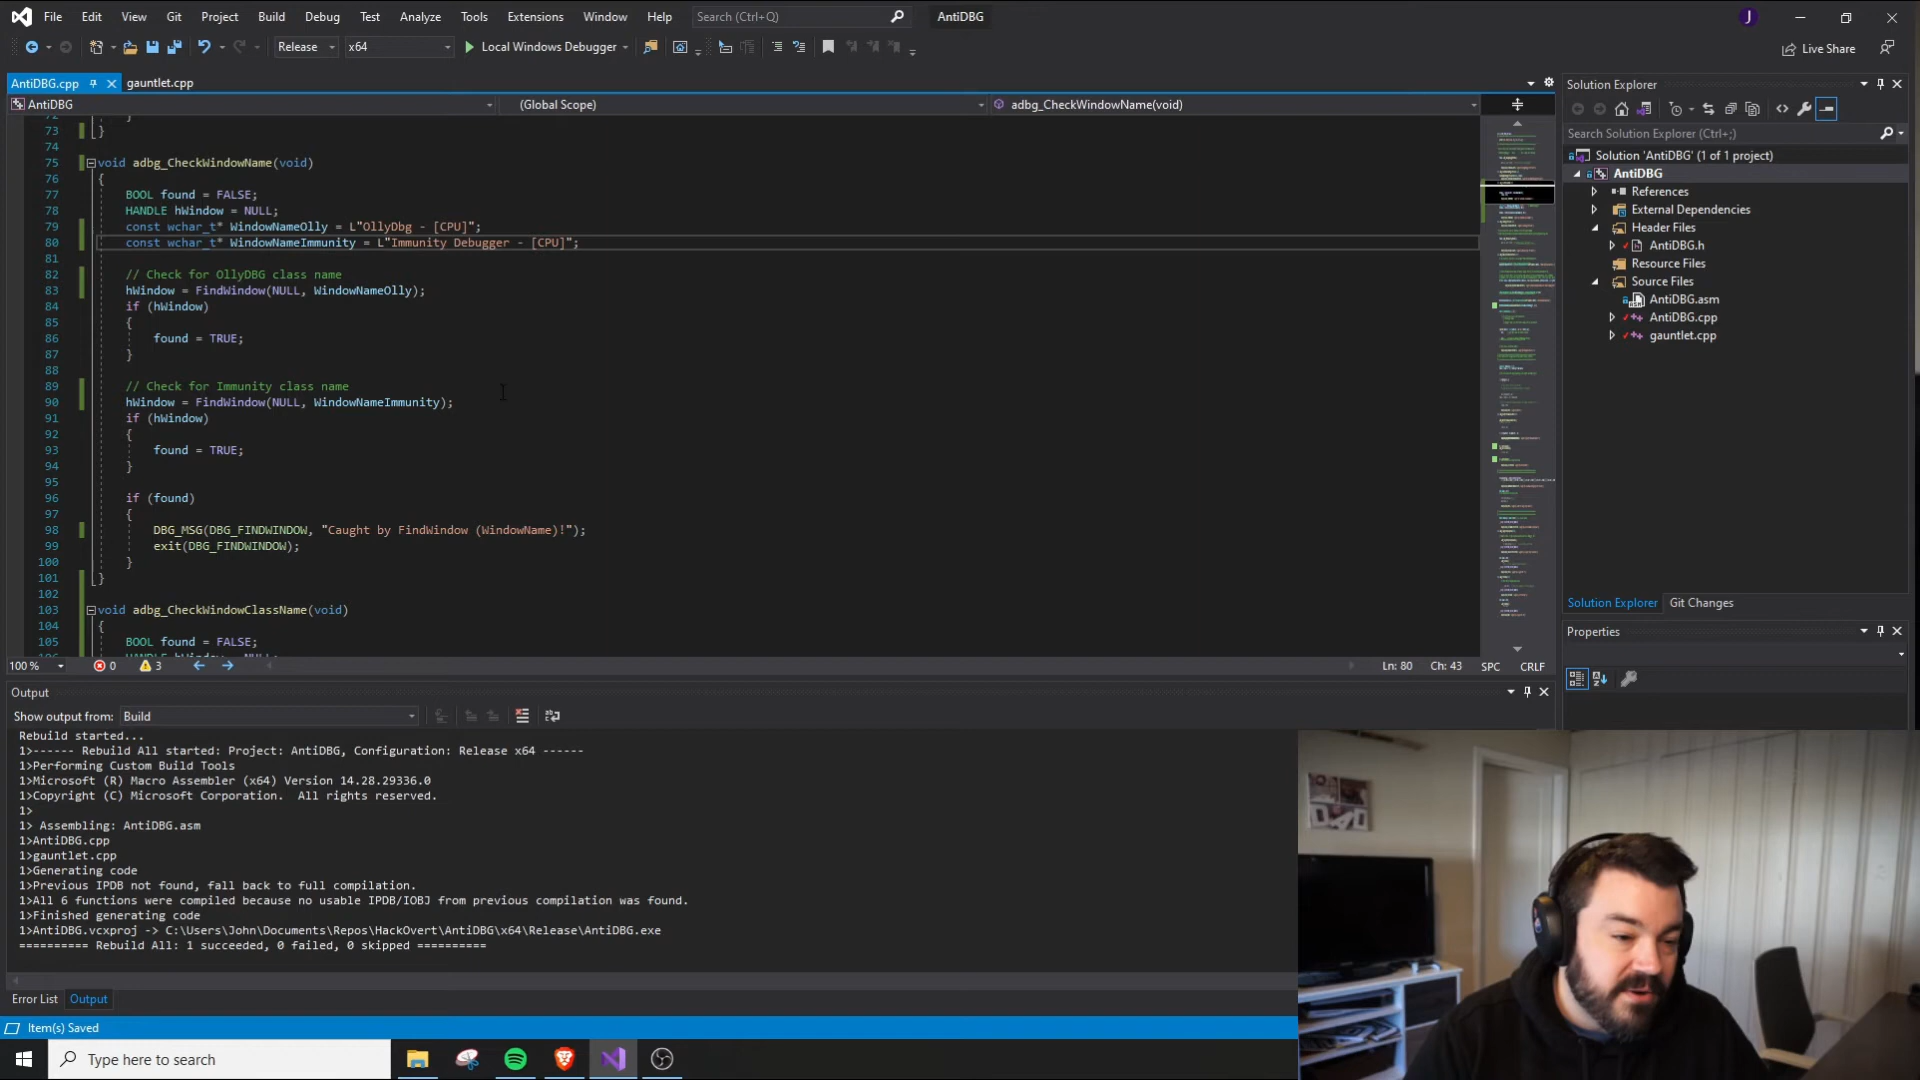 File Edit View Git Project Build Debug Test Analyze Tools Extensions Window Help Search (Ctrl+Q) AntiDBG J
Release x64 Local Windows Debugger Live Share
AntiDBG.cpp gauntlet.cpp
AntiDBG (Global Scope) adbg_CheckWindowName(void)
73 }
74
75 void adbg_CheckWindowName(void)
76 {
77 BOOL found = FALSE;
78 HANDLE hWindow = NULL;
79 const wchar_t* WindowNameOlly = L"OllyDbg - [CPU]";
80 const wchar_t* WindowNameImmunity = L"Immunity Debugger - [CPU]";
81
82 // Check for OllyDBG class name
83 hWindow = FindWindow(NULL, WindowNameOlly);
84 if (hWindow)
85 {
86 found = TRUE;
87 }
88
89 // Check for Immunity class name
90 hWindow = FindWindow(NULL, WindowNameImmunity);
91 if (hWindow)
92 {
93 found = TRUE;
94 }
95
96 if (found)
97 {
98 DBG_MSG(DBG_FINDWINDOW, "Caught by FindWindow (WindowName)!");
99 exit(DBG_FINDWINDOW);
100 }
101 }
102
103 void adbg_CheckWindowClassName(void)
104 {
105 BOOL found = FALSE;
100 % 0 3 Ln: 80 Ch: 43 SPC CRLF
Output
Show output from: Build
Rebuild started...
1>------ Rebuild All started: Project: AntiDBG, Configuration: Release x64 ------
1>Performing Custom Build Tools
1>Microsoft (R) Macro Assembler (x64) Version 14.28.29336.0
1>Copyright (C) Microsoft Corporation.  All rights reserved.
1>
1> Assembling: AntiDBG.asm
1>AntiDBG.cpp
1>gauntlet.cpp
1>Generating code
1>Previous IPDB not found, fall back to full compilation.
1>All 6 functions were compiled because no usable IPDB/IOBJ from previous compilation was found.
1>Finished generating code
1>AntiDBG.vcxproj -> C:\Users\John\Documents\Repos\HackOvert\AntiDBG\x64\Release\AntiDBG.exe
========== Rebuild All: 1 succeeded, 0 failed, 0 skipped ==========
Error List Output
Item(s) Saved
Type here to search
Solution Explorer
Search Solution Explorer (Ctrl+;)
Solution 'AntiDBG' (1 of 1 project)
AntiDBG
References
External Dependencies
Header Files
AntiDBG.h
Resource Files
Source Files
AntiDBG.asm
AntiDBG.cpp
gauntlet.cpp
Solution Explorer Git Changes
Properties
DAD